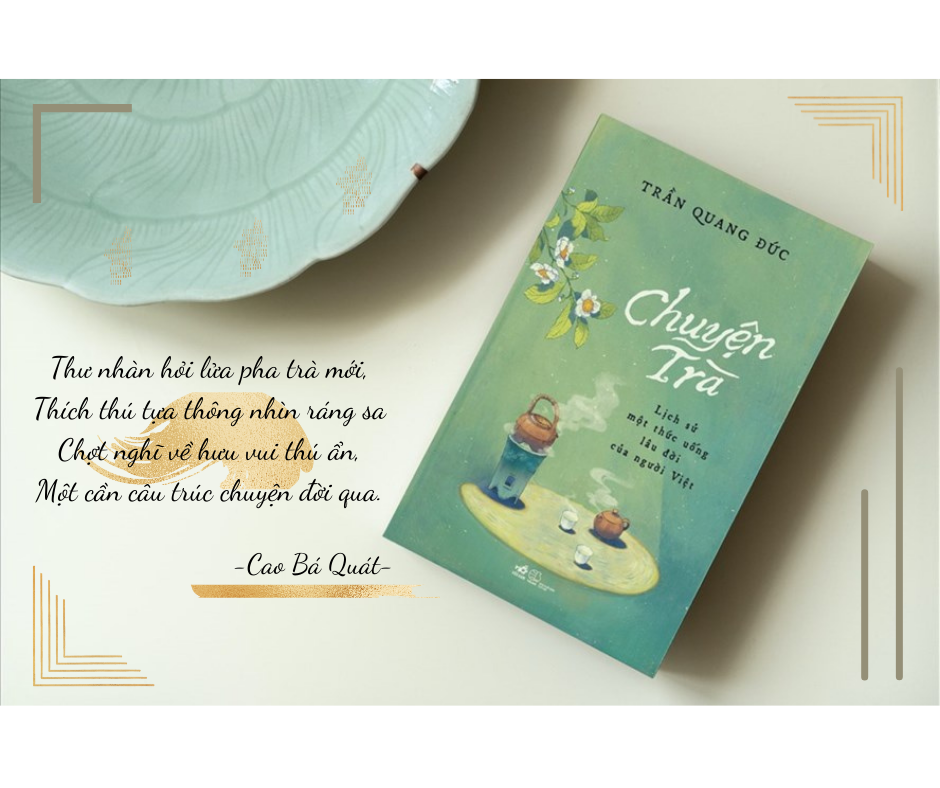 Thư nhàn hỏi lửa pha trà mới,
Thích thú tựa thông nhìn ráng sa
Chợt nghĩ về hưu vui thú ẩn,
Một cần câu trúc chuyện đời qua.
-Cao Bá Quát-
TRẦN QUANG ĐỨC
Chuyện
Trà
Lịch sử
một thức uống
lâu đời
của người Việt